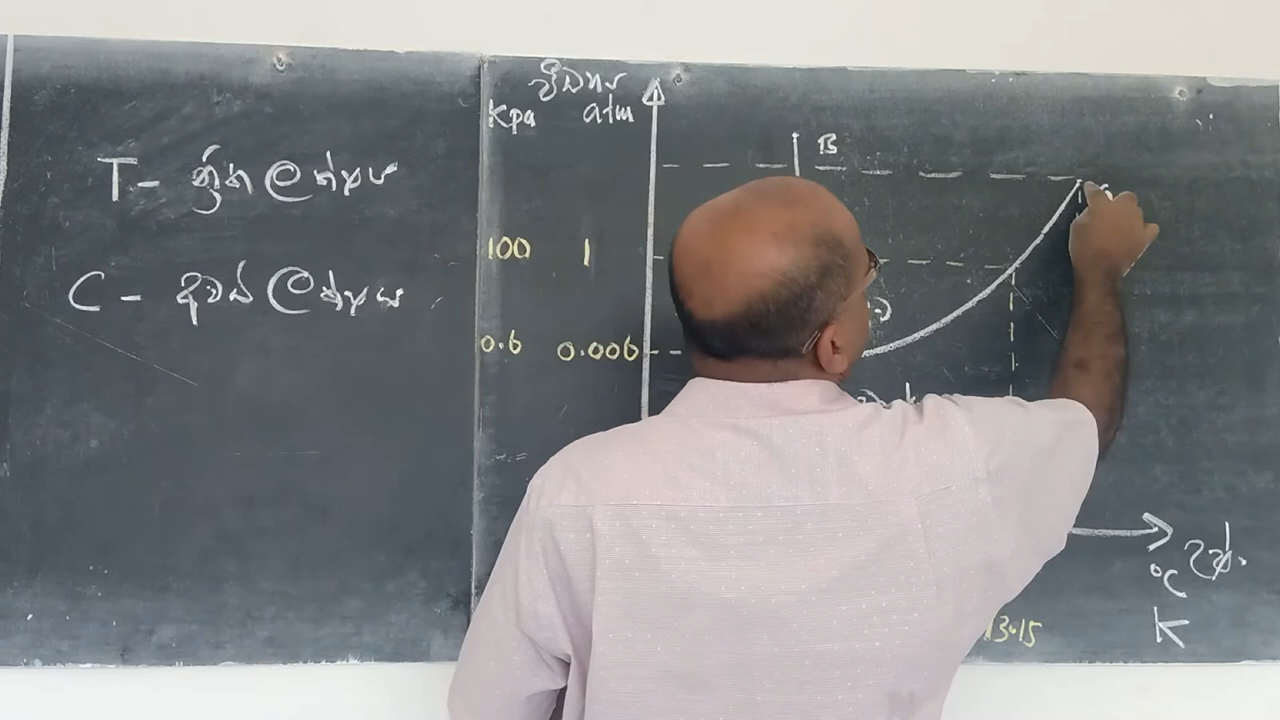 පීඩනය
Kpa atm
T - ත්‍රික ලක්ෂ්‍යය
B
100 1
C - අවධි ලක්ෂ්‍යය
0.6 0.006
°C
K